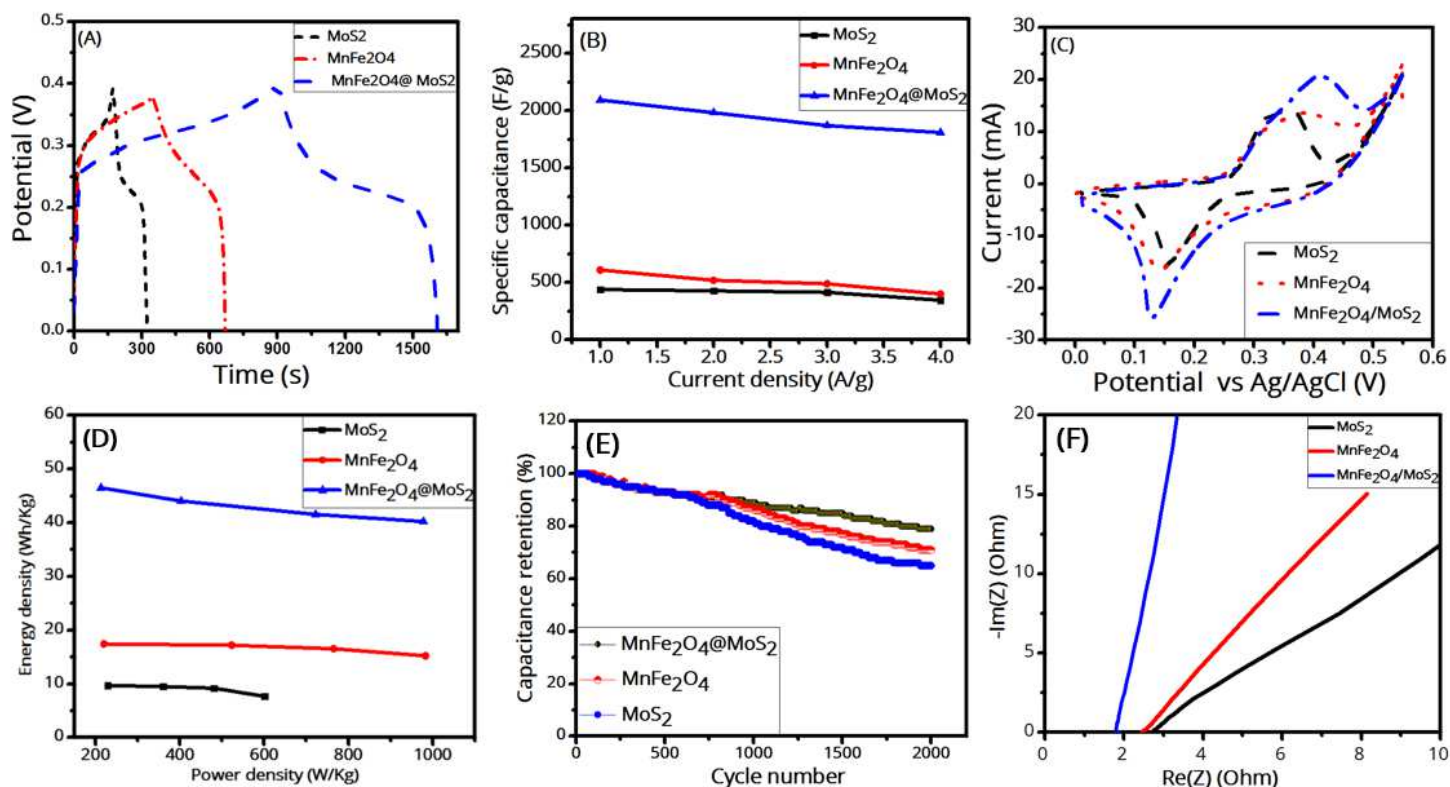 (A)
MoS2
MnFe2O4
MnFe2O4@ MoS2
Potential (V)
0.5
0.4
0.3
0.2
0.1
0.0
0 300 600 900 1200 1500
Time (s)
(B)
MoS2
MnFe2O4
MnFe2O4@MoS2
Specific capacitance (F/g)
2500
2000
1750
1500
1000
500
0
1.0 1.5 2.0 2.5 3.0 3.5 4.0
Current density (A/g)
(C)
Current (mA)
30
20
10
0
-10
-20
-30
MoS2
MnFe2O4
MnFe2O4/MoS2
0.0 0.1 0.2 0.3 0.4 0.5 0.6
Potential vs Ag/AgCl (V)
(D)
MoS2
MnFe2O4
MnFe2O4@MoS2
Energy density (Wh/Kg)
60
50
40
30
20
10
0
200 400 600 800 1000
Power density (W/Kg)
(E)
Capacitance retention (%)
120
100
80
60
40
20
0
MnFe2O4@MoS2
MnFe2O4
MoS2
0 500 1000 1500 2000
Cycle number
(F)
MoS2
MnFe2O4
MnFe2O4/MoS2
-Im(Z) (Ohm)
20
15
10
5
0
0 2 4 6 8 10
Re(Z) (Ohm)